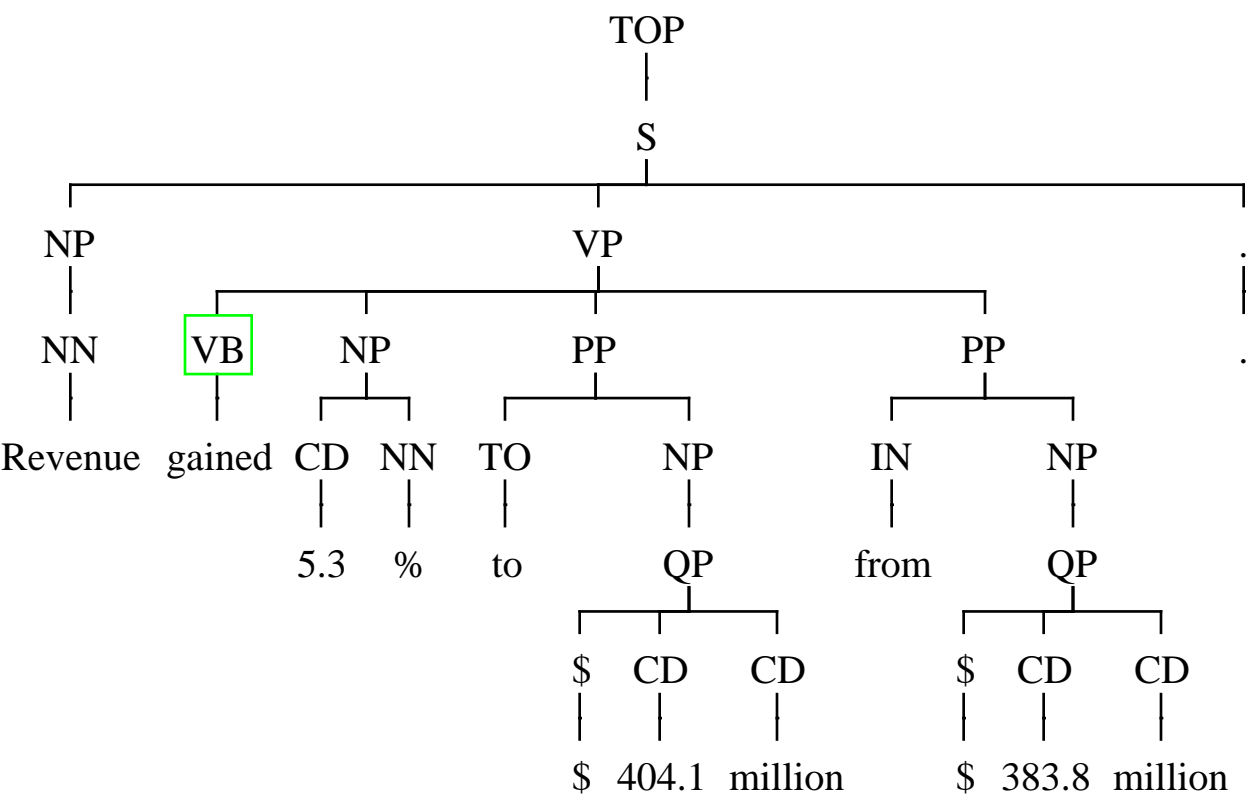 TOP
S
NP VP .
NN VB NP PP PP .
Revenue gained CD NN TO NP IN NP
5.3 % to QP from QP
$ CD CD $ CD CD
$ 404.1 million $ 383.8 million